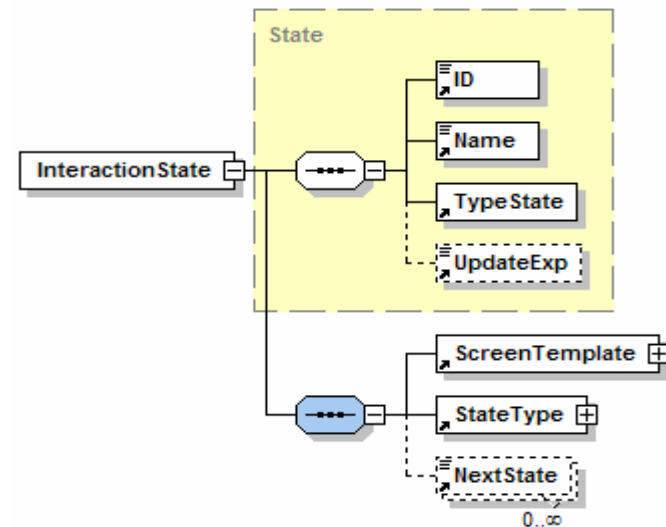 State
ID
Name
InteractionState
TypeState
UpdateExp
ScreenTemplate
StateType
NextState
0..∞